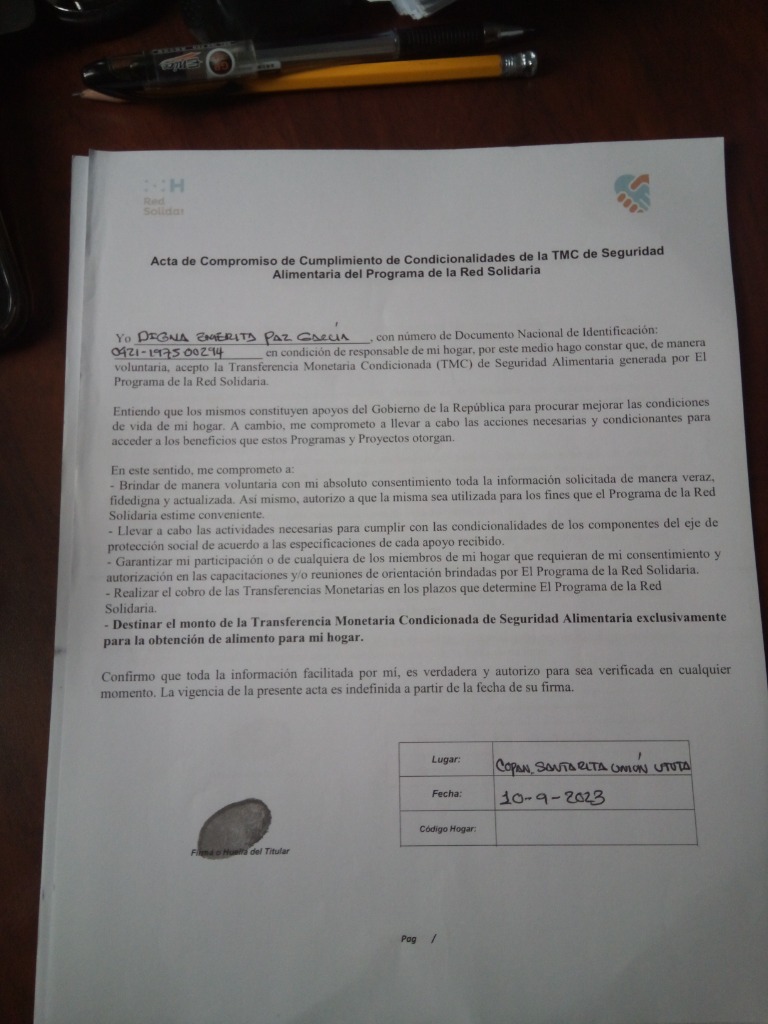 H
Red
Solidar
Acta de Compromiso de Cumplimiento de Condicionalidades de la TMC de Seguridad
Alimentaria del Programa de la Red Solidaria
Yo DIGNA EMERITA PAZ GARCÍA, con número de Documento Nacional de Identificación:
0421-1975 00294 en condición de responsable de mi hogar, por este medio hago constar que, de manera
voluntaria, acepto la Transferencia Monetaria Condicionada (TMC) de Seguridad Alimentaria generada por El
Programa de la Red Solidaria.
Entiendo que los mismos constituyen apoyos del Gobierno de la República para procurar mejorar las condiciones
de vida de mi hogar. A cambio, me comprometo a llevar a cabo las acciones necesarias y condicionantes para
acceder a los beneficios que estos Programas y Proyectos otorgan.
En este sentido, me comprometo a:
- Brindar de manera voluntaria con mi absoluto consentimiento toda la información solicitada de manera veraz,
fidedigna y actualizada. Así mismo, autorizo a que la misma sea utilizada para los fines que el Programa de la Red
Solidaria estime conveniente.
- Llevar a cabo las actividades necesarias para cumplir con las condicionalidades de los componentes del eje de
protección social de acuerdo a las especificaciones de cada apoyo recibido.
- Garantizar mi participación o de cualquiera de los miembros de mi hogar que requieran de mi consentimiento y
autorización en las capacitaciones y/o reuniones de orientación brindadas por El Programa de la Red Solidaria.
- Realizar el cobro de las Transferencias Monetarias en los plazos que determine El Programa de la Red
Solidaria.
- Destinar el monto de la Transferencia Monetaria Condicionada de Seguridad Alimentaria exclusivamente
para la obtención de alimento para mi hogar.
Confirmo que toda la información facilitada por mí, es verdadera y autorizo para sea verificada en cualquier
momento. La vigencia de la presente acta es indefinida a partir de la fecha de su firma.
Lugar: COPAN, SANTA RITA UNIÓN UTUTA
Fecha: 10-9-2023
Código Hogar:
Firma o Huella del Titular
Pag /